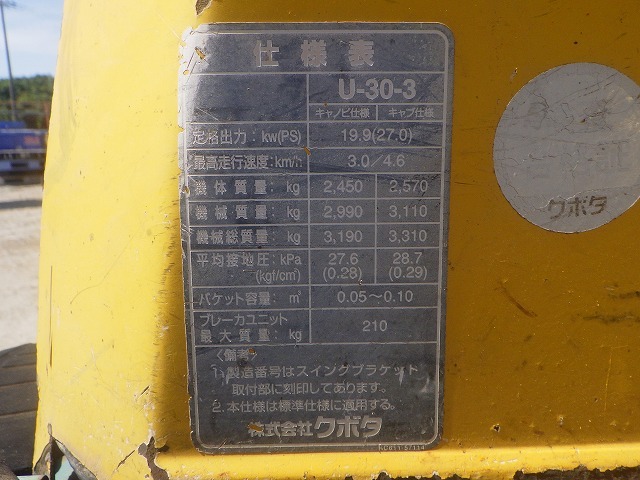 仕様表
U-30-3
キャノピ仕様 キャブ仕様
定格出力：kw(PS) 19.9(27.0)
最高走行速度：km/h 3.0／4.6
機体質量：kg 2,450 2,570
機械質量：kg 2,990 3,110
機械総質量：kg 3,190 3,310
平均接地圧：kPa 27.6 28.7
(kgf/cm²) (0.28) (0.29)
バケット容量：㎥ 0.05～0.10
ブレーカユニット
最大質量：kg 210
〈備考〉
1. 製造番号はスイングブラケット
取付部に刻印してあります。
2. 本仕様は標準仕様に適用する。
株式会社クボタ
クボタ